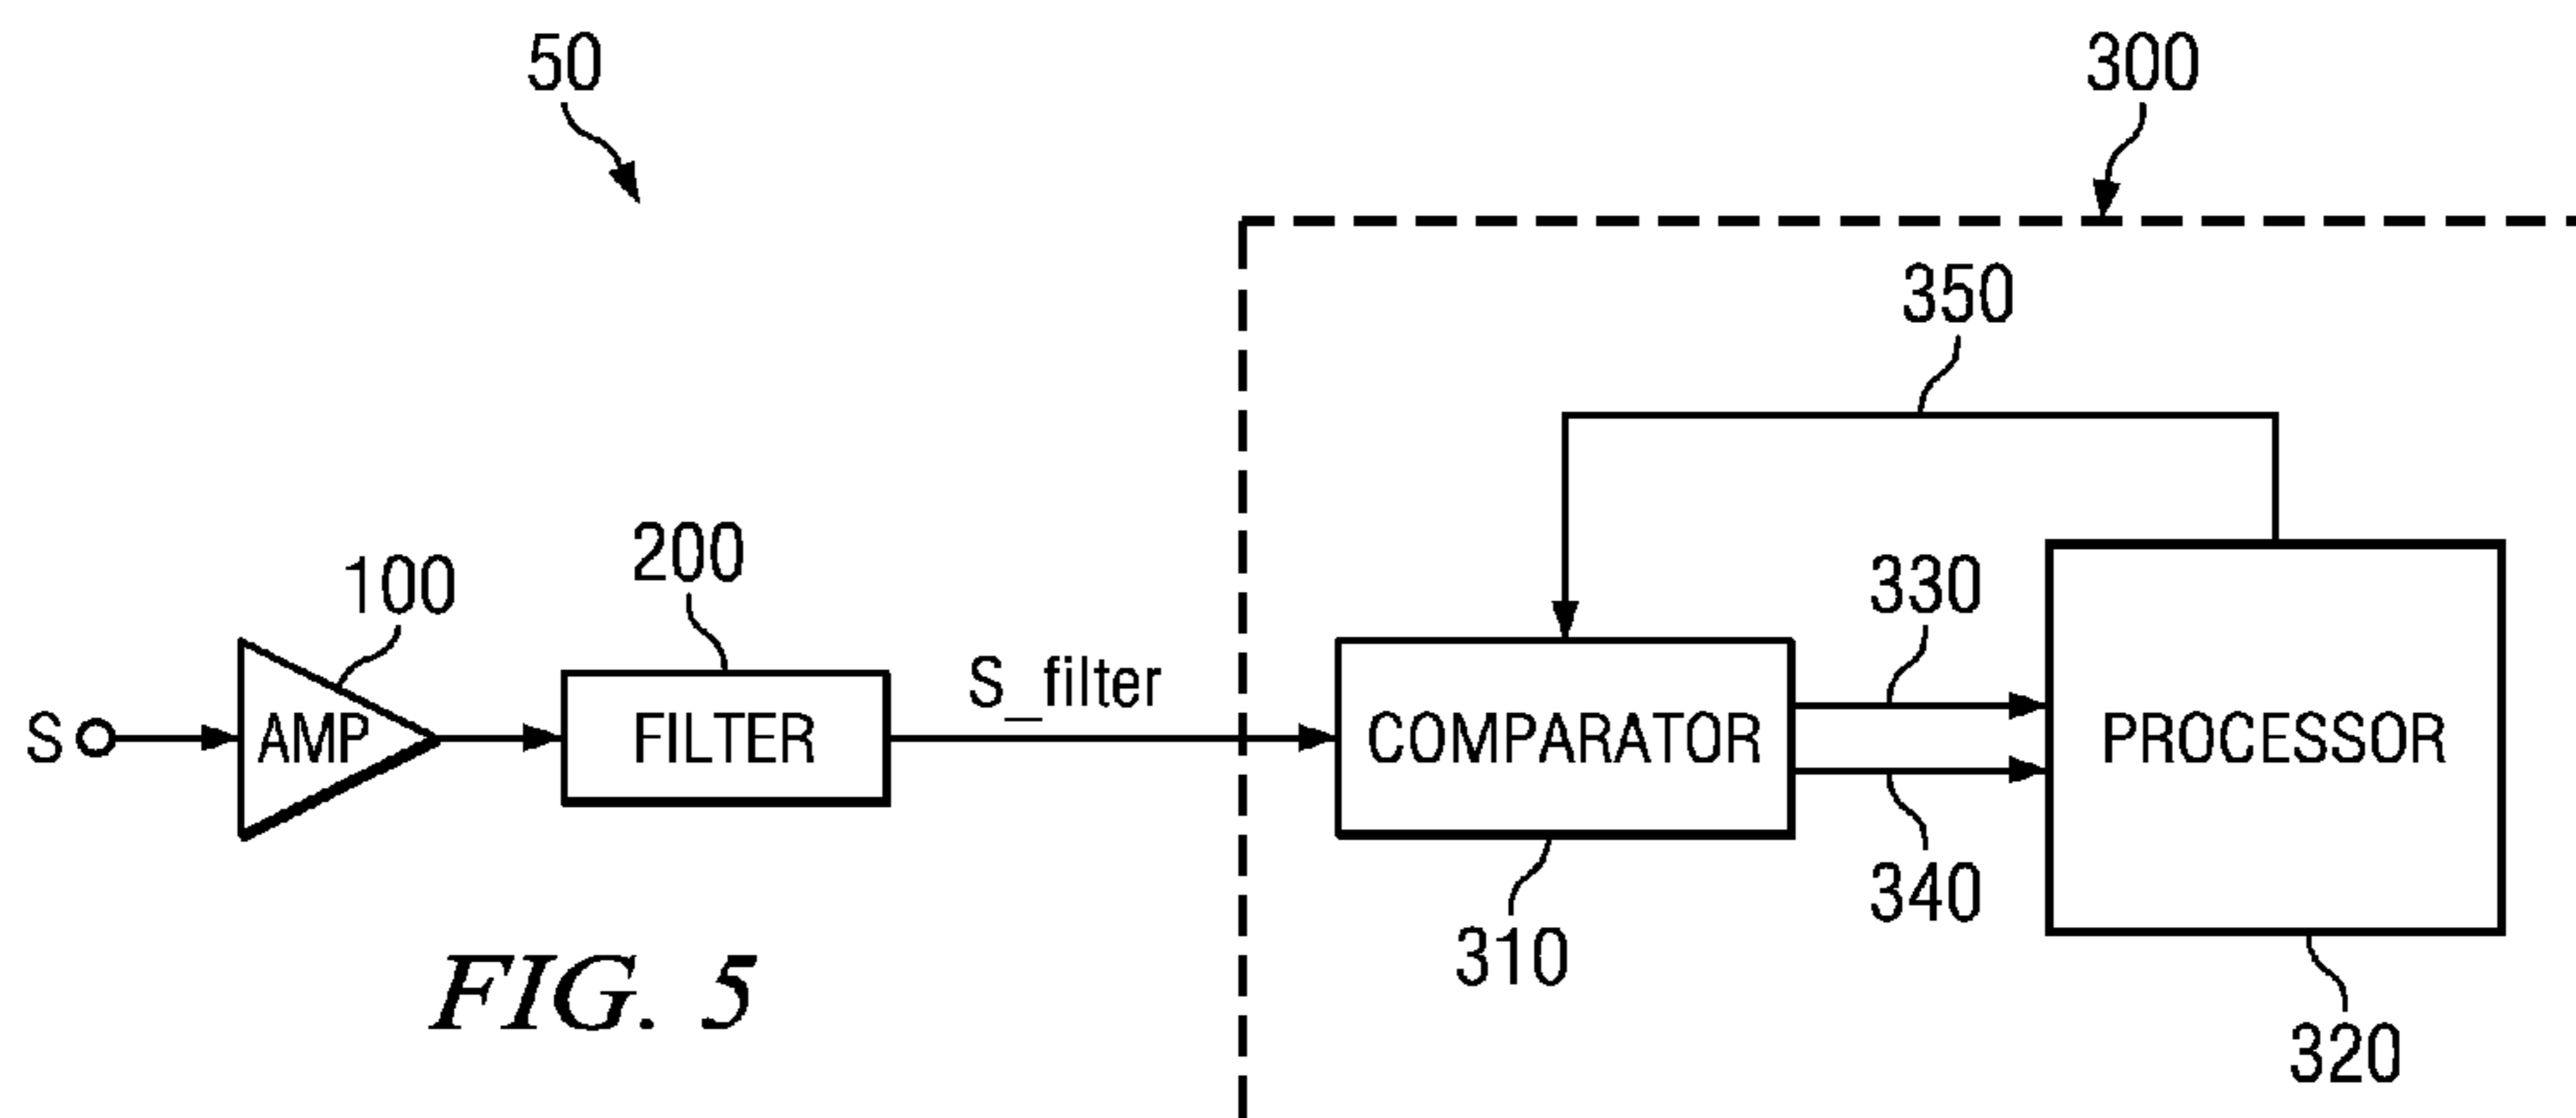 50
300
350
100
200
S_filter
330
S
AMP
FILTER
COMPARATOR
PROCESSOR
340
310
320
FIG. 5